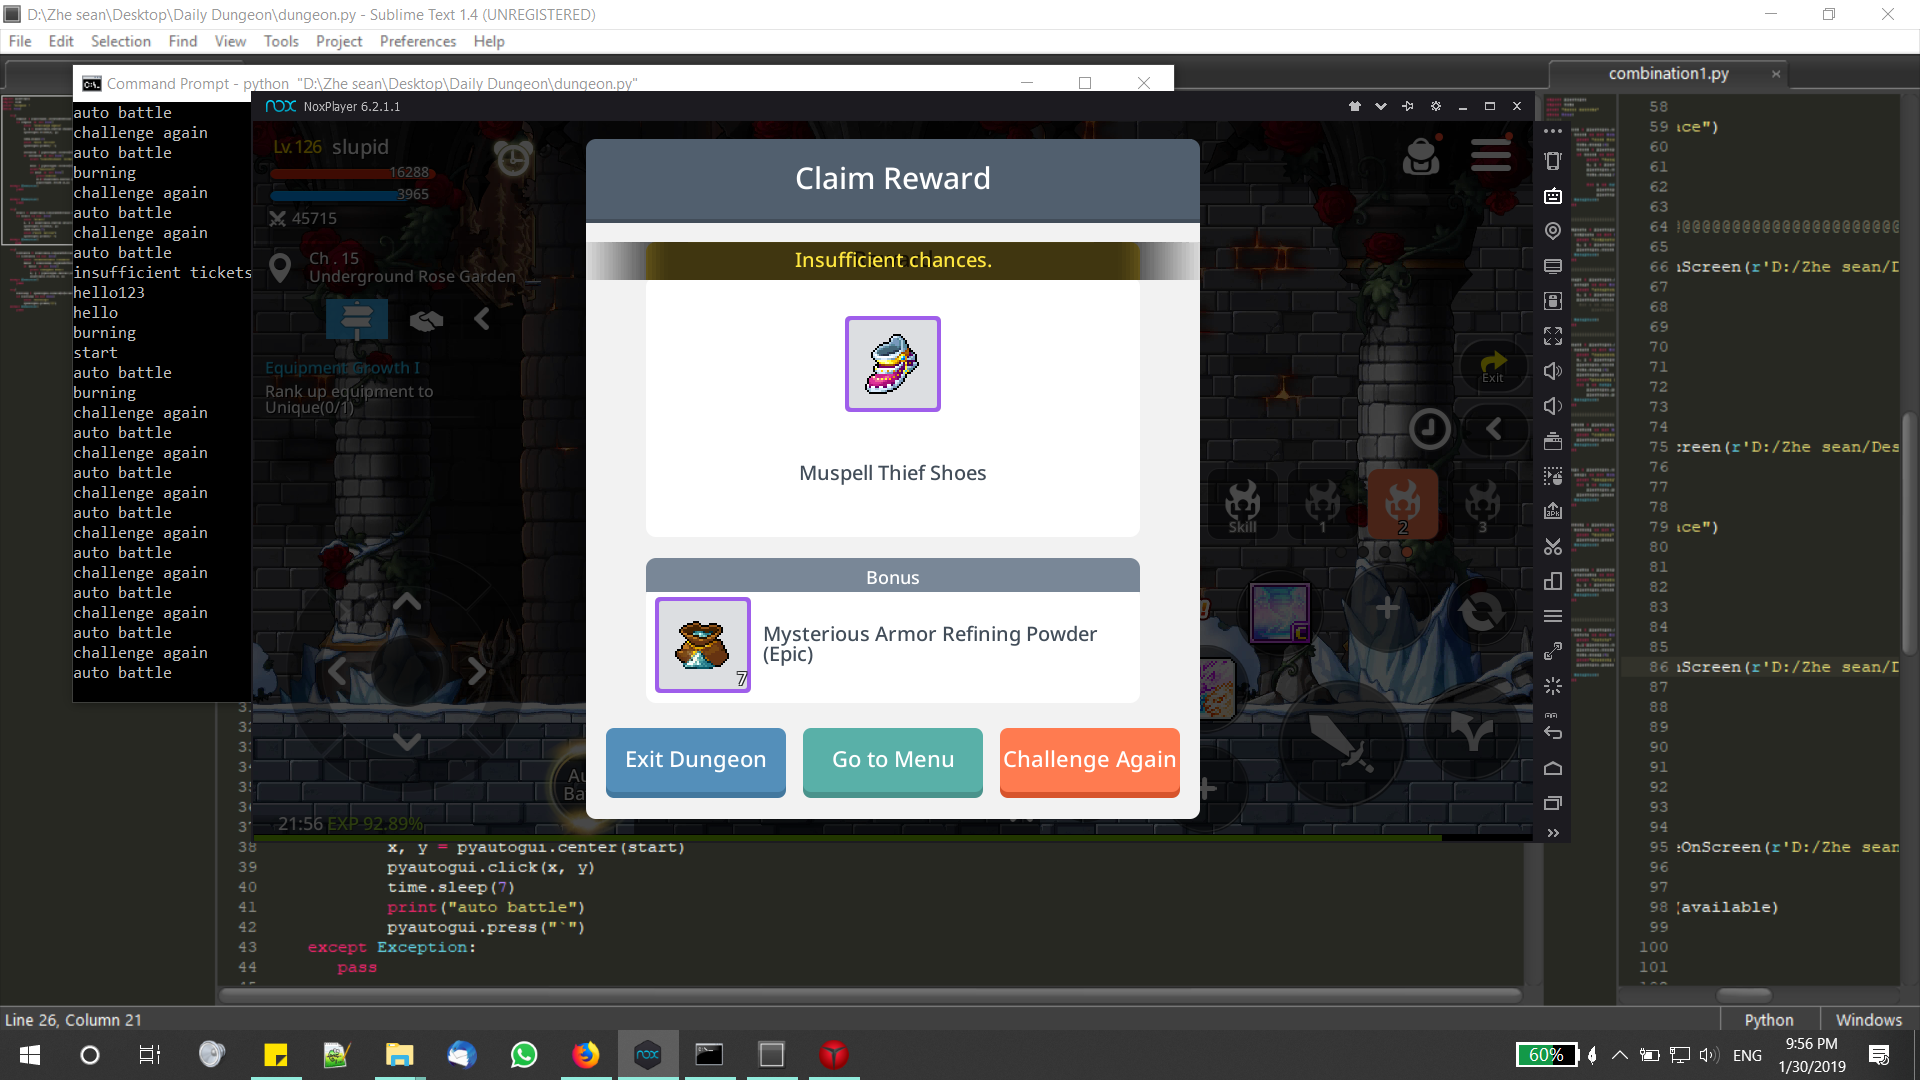 D:\Zhe sean\Desktop\Daily Dungeon\dungeon.py - Sublime Text 1.4 (UNREGISTERED)
File Edit Selection Find View Tools Project Preferences Help
Command Prompt - python "D:\Zhe sean\Desktop\Daily Dungeon\dungeon.py"
auto battle
challenge again
auto battle
burning
challenge again
auto battle
challenge again
auto battle
insufficient tickets
hello123
hello
burning
start
auto battle
burning
challenge again
auto battle
challenge again
auto battle
challenge again
auto battle
challenge again
auto battle
challenge again
auto battle
challenge again
auto battle
challenge again
auto battle
nox NoxPlayer 6.2.1.1
Lv.126 slupid
16288
3965
45715
Ch . 15
Underground Rose Garden
Equipment Growth I
Rank up equipment to
Unique(0/1)
Claim Reward
Insufficient chances.
Muspell Thief Shoes
Bonus
7
Mysterious Armor Refining Powder
(Epic)
Exit Dungeon
Go to Menu
Challenge Again
Exit
Skill
1
2
3
Au
Ba
21:56 EXP 92.89%
combination1.py
58
59 ace")
60
61
62
63
64 @@@@@@@@@@@@@@@@@@@@
65
66 nScreen(r'D:/Zhe sean/D
67
68
69
70
71
72
73
74
75 creen(r'D:/Zhe sean/Des
76
77
78
79 ace")
80
81
82
83
84
85
86 nScreen(r'D:/Zhe sean/D
87
88
89
90
91
92
93
94
95 eOnScreen(r'D:/Zhe sean
96
97
98 (available)
99
100
101
38 x, y = pyautogui.center(start)
39 pyautogui.click(x, y)
40 time.sleep(7)
41 print("auto battle")
42 pyautogui.press("`")
43 except Exception:
44 pass
Line 26, Column 21
Python
Windows
60%
ENG
9:56 PM
1/30/2019